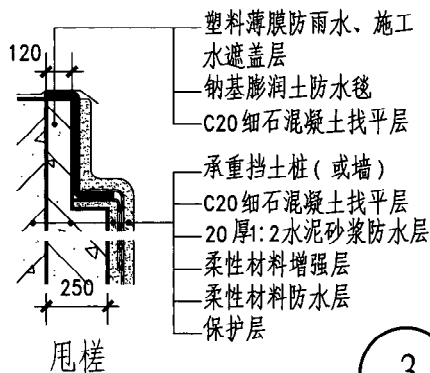 120
塑料薄膜防雨水、施工
水遮盖层
钠基膨润土防水毯
C20细石混凝土找平层
承重挡土桩(或墙)
C20细石混凝土找平层
20厚1:2水泥砂浆防水层
柔性材料增强层
柔性材料防水层
保护层
250
甩槎
3